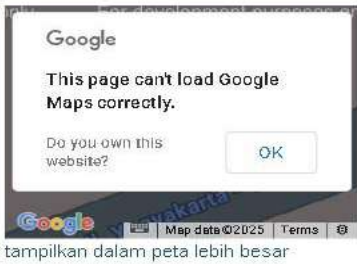 only For development purposes on
Google
This page can't load Google
Maps correctly.
Do you own this
website?
OK
Yogyakarta
Google
Map data ©2025 Terms
tampilkan dalam peta lebih besar